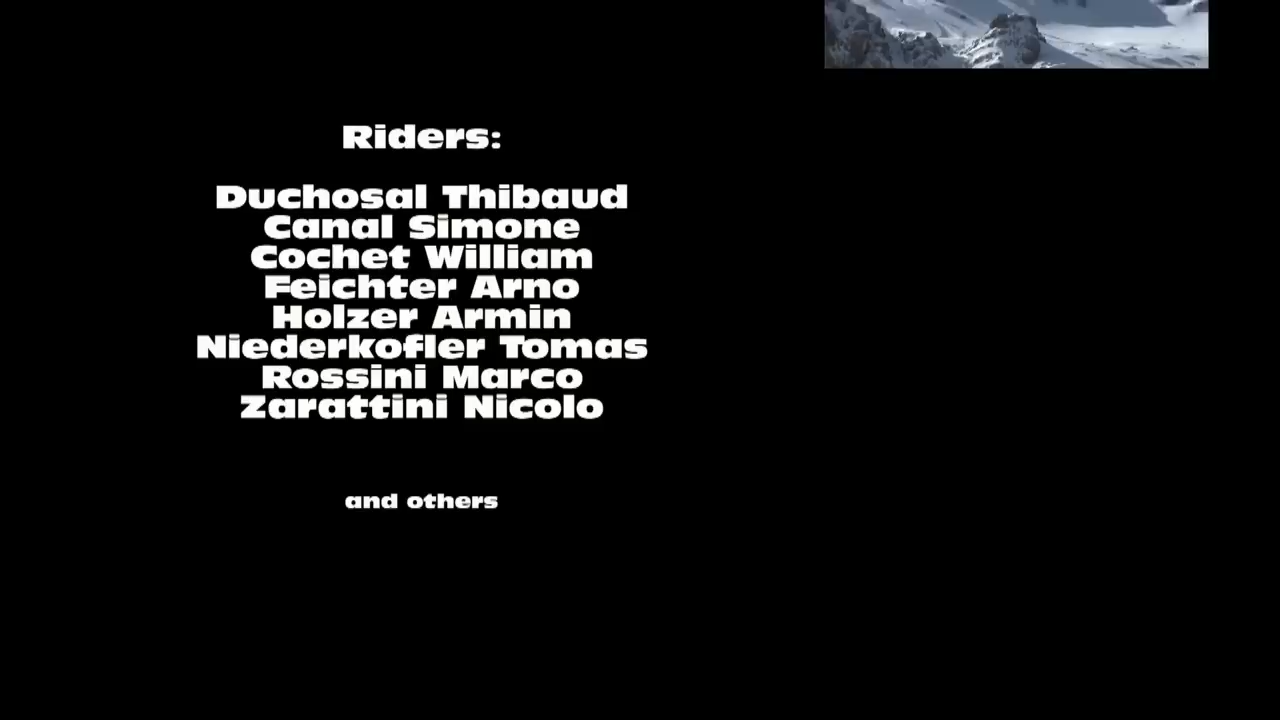 Riders:
Duchosal Thibaud
Canal Simone
Cochet William
Feichter Arno
Holzer Armin
Niederkofler Tomas
Rossini Marco
Zarattini Nicolo
and others